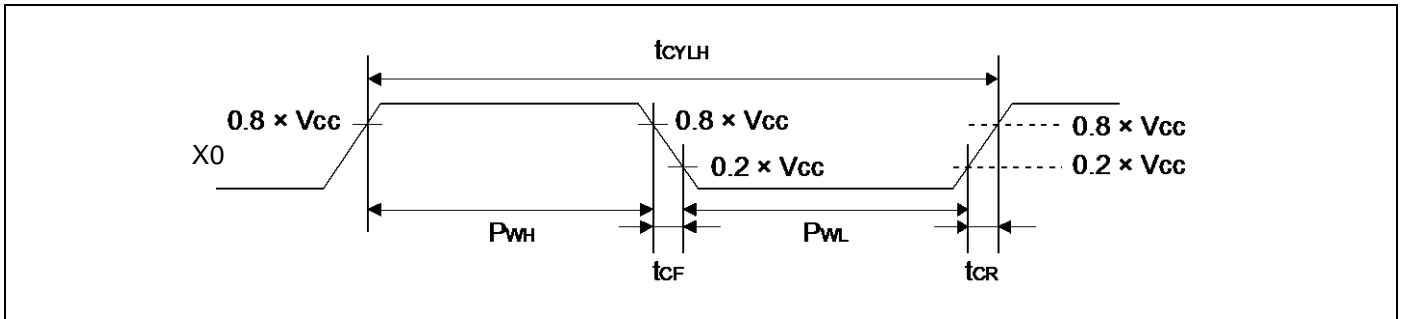 tCYLH
0.8 × Vcc
0.8 × Vcc
0.8 × Vcc
X0
0.2 × Vcc
0.2 × Vcc
PWH
PWL
tCF
tCR